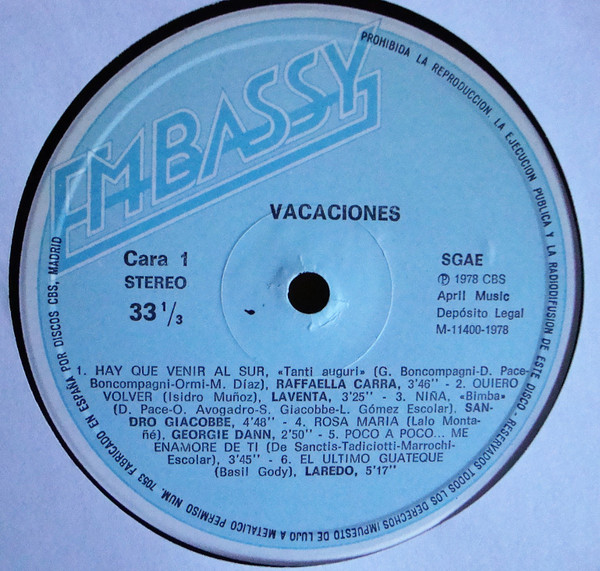 EMBASSY
PROHIBIDA LA REPRODUCCION, LA EJECUCION PUBLICA Y LA RADIODIFUSION DE ESTE DISCO - RESERVADOS TODOS LOS DERECHOS
IMPUESTO DE LUJO A METALICO PERMISO NUM. 7053 FABRICADO EN ESPAÑA POR DISCOS CBS, MADRID
VACACIONES
Cara 1
STEREO
33 1/3
SGAE
Ⓟ 1978 CBS
April Music
Depósito Legal
M-11400-1978
1. HAY QUE VENIR AL SUR, «Tanti auguri» (G. Boncompagni-D. Pace-
Boncompagni-Ormi-M. Díaz), RAFFAELLA CARRA, 3'46'' - 2. QUIERO
VOLVER (Isidro Muñoz), LAVENTA, 3'25'' - 3. NIÑA, «Bimba»
(D. Pace-O. Avogadro-S. Giacobbe-L. Gómez Escolar), SAN-
DRO GIACOBBE, 4'48'' - 4. ROSA MARIA (Lalo Monta-
ñé), GEORGIE DANN, 2'50'' - 5. POCO A POCO... ME
ENAMORE DE TI (De Sanctis-Tadiciotti-Marrochi-
Escolar), 3'45'' - 6. EL ULTIMO GUATEQUE
(Basil Gody), LAREDO, 5'17''